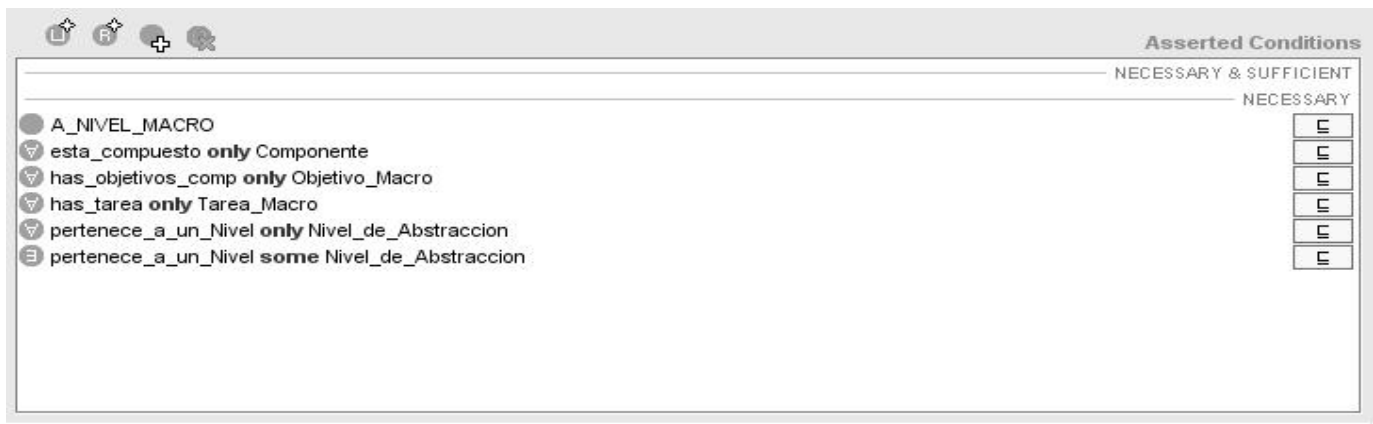 Asserted Conditions
NECESSARY & SUFFICIENT
NECESSARY
A_NIVEL_MACRO ⊑
∀ esta_compuesto only Componente ⊑
∀ has_objetivos_comp only Objetivo_Macro ⊑
∀ has_tarea only Tarea_Macro ⊑
∀ pertenece_a_un_Nivel only Nivel_de_Abstraccion ⊑
∃ pertenece_a_un_Nivel some Nivel_de_Abstraccion ⊑